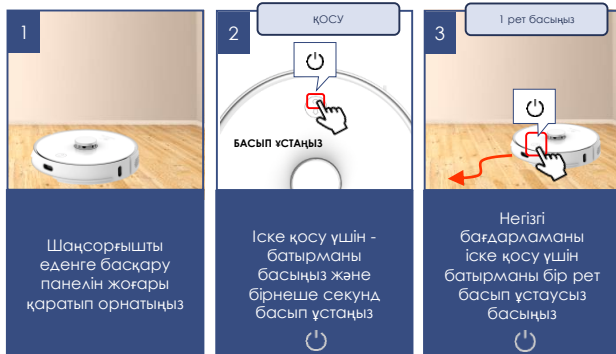 1
Шаңсорғышты
еденге басқару
панелін жоғары
қаратып орнатыңыз
2
ҚОСУ
БАСЫП ҰСТАҢЫЗ
Іске қосу үшін -
батырманы
басыңыз және
бірнеше секунд
басып ұстаңыз
3
1 рет басыңыз
Негізгі
бағдарламаны
іске қосу үшін
батырманы бір рет
басып ұстаусыз
басыңыз